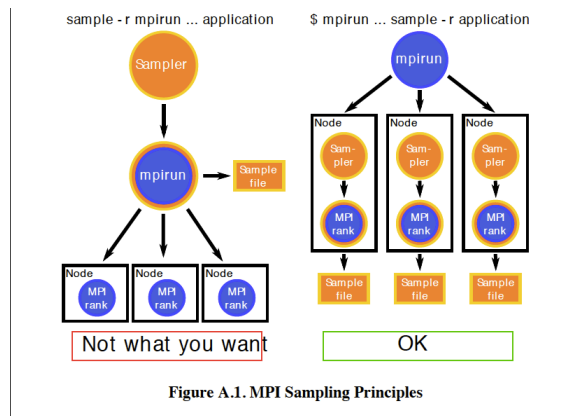 sample - r mpirun ... application
Sampler
mpirun
Sample
file
Node
MPI
rank
Node
MPI
rank
Node
MPI
rank
Not what you want
$ mpirun ... sample - r application
mpirun
Node
Sam-
pler
MPI
rank
Sample
file
Node
Sam-
pler
MPI
rank
Sample
file
Node
Sam-
pler
MPI
rank
Sample
file
OK
Figure A.1. MPI Sampling Principles